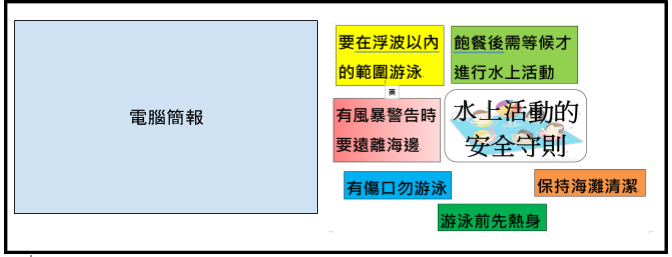 電腦簡報
要在浮波以內
的範圍游泳
飽餐後需等候才
進行水上活動
英
有風暴警告時
要遠離海邊
水上活動的
安全守則
有傷口勿游泳
保持海灘清潔
游泳前先熱身